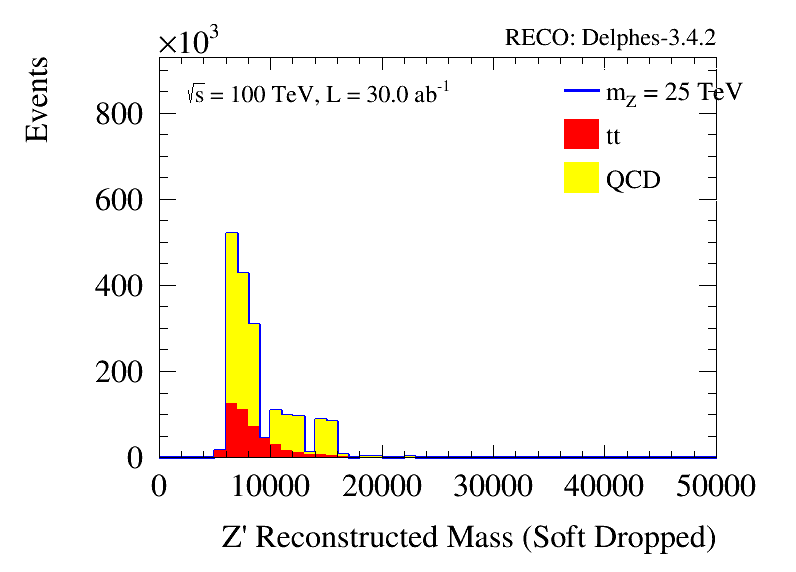 ×10³
RECO: Delphes-3.4.2
Events
√s = 100 TeV, L = 30.0 ab⁻¹
m_Z = 25 TeV
tt
QCD
800
600
400
200
0
0 10000 20000 30000 40000 50000
Z' Reconstructed Mass (Soft Dropped)